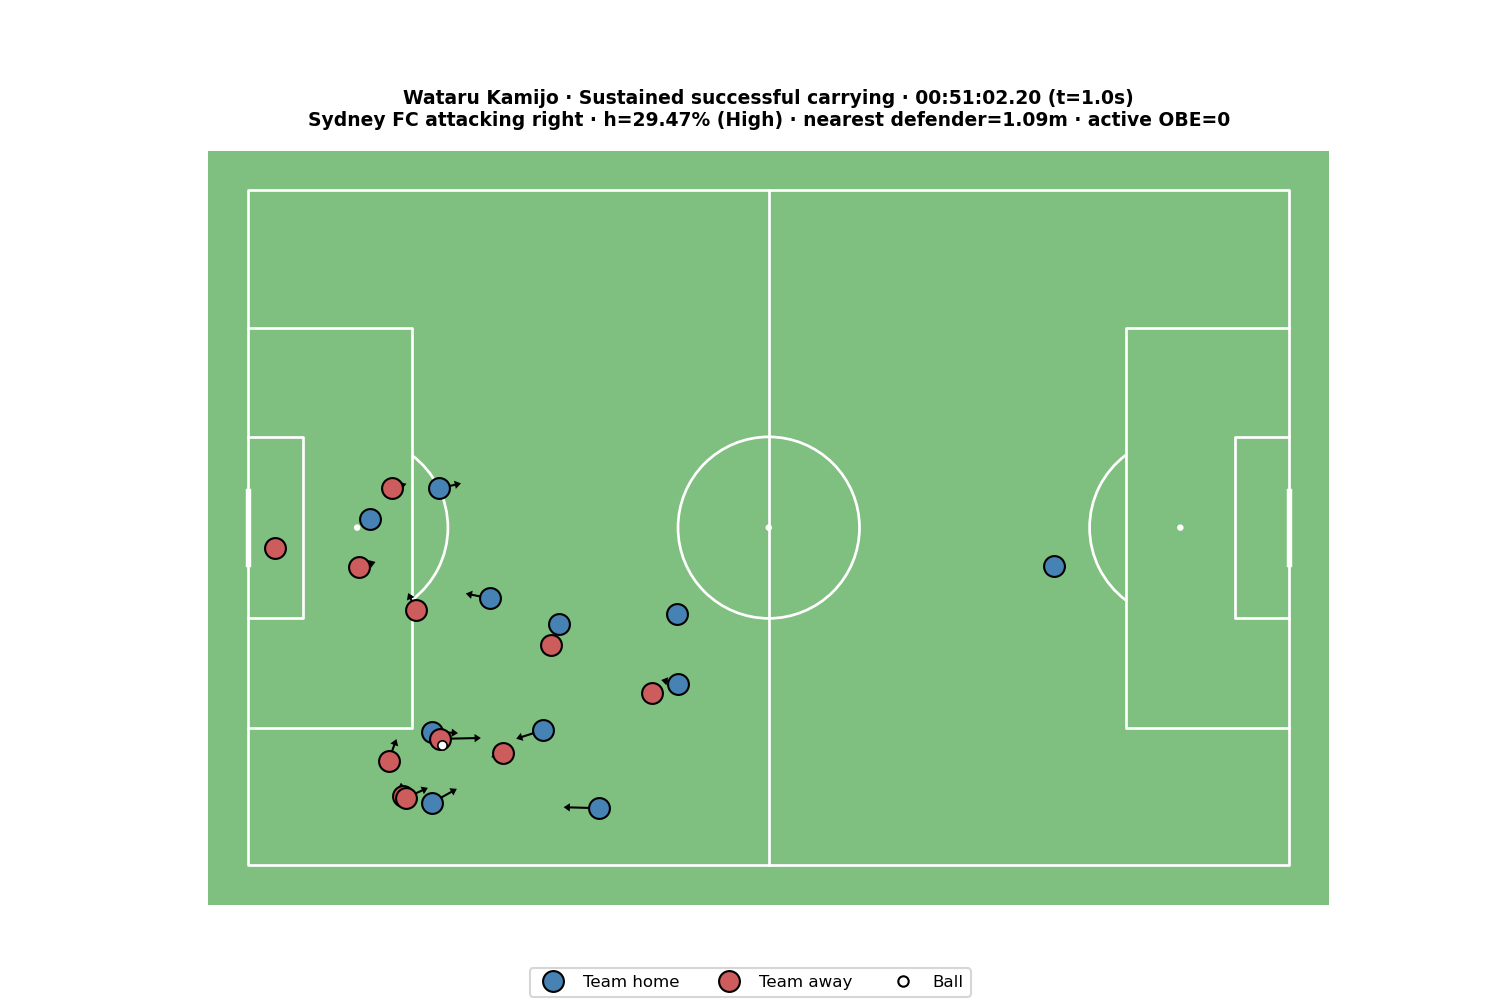 Wataru Kamijo · Sustained successful carrying · 00:51:02.20 (t=1.0s)
Sydney FC attacking right · h=29.47% (High) · nearest defender=1.09m · active OBE=0
Team home
Team away
Ball